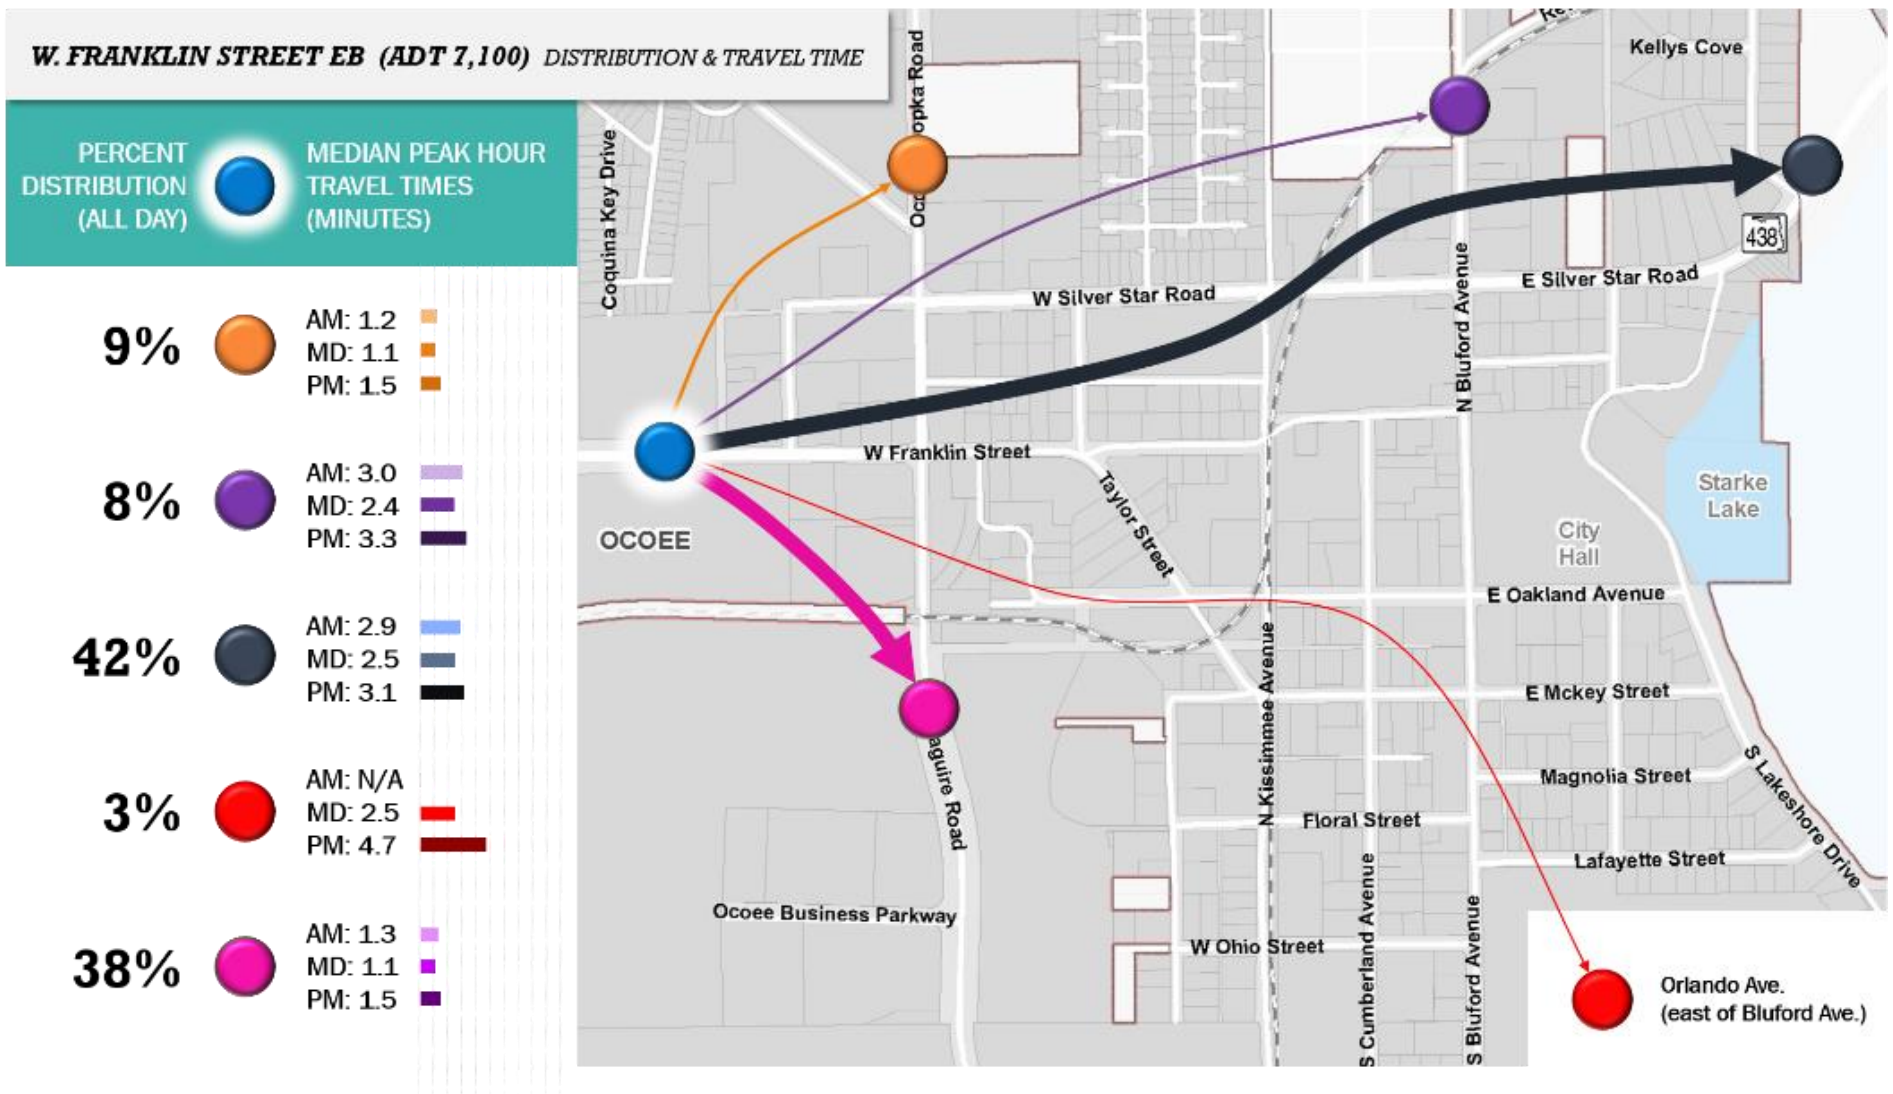 W. FRANKLIN STREET EB (ADT 7,100) DISTRIBUTION & TRAVEL TIME
PERCENT
DISTRIBUTION
(ALL DAY)
MEDIAN PEAK HOUR
TRAVEL TIMES
(MINUTES)
9%
AM: 1.2
MD: 1.1
PM: 1.5
8%
AM: 3.0
MD: 2.4
PM: 3.3
42%
AM: 2.9
MD: 2.5
PM: 3.1
3%
AM: N/A
MD: 2.5
PM: 4.7
38%
AM: 1.3
MD: 1.1
PM: 1.5
Coquina Key Drive
opka Road
Kellys Cove
438
W Silver Star Road
E Silver Star Road
N Bluford Avenue
W Franklin Street
OCOEE
Taylor Street
Starke
Lake
City
Hall
E Oakland Avenue
N Kissimmee Avenue
E Mckey Street
aguire Road
Magnolia Street
S Lakeshore Drive
Floral Street
Lafayette Street
Ocoee Business Parkway
W Ohio Street
S Cumberland Avenue
S Bluford Avenue
Orlando Ave.
(east of Bluford Ave.)